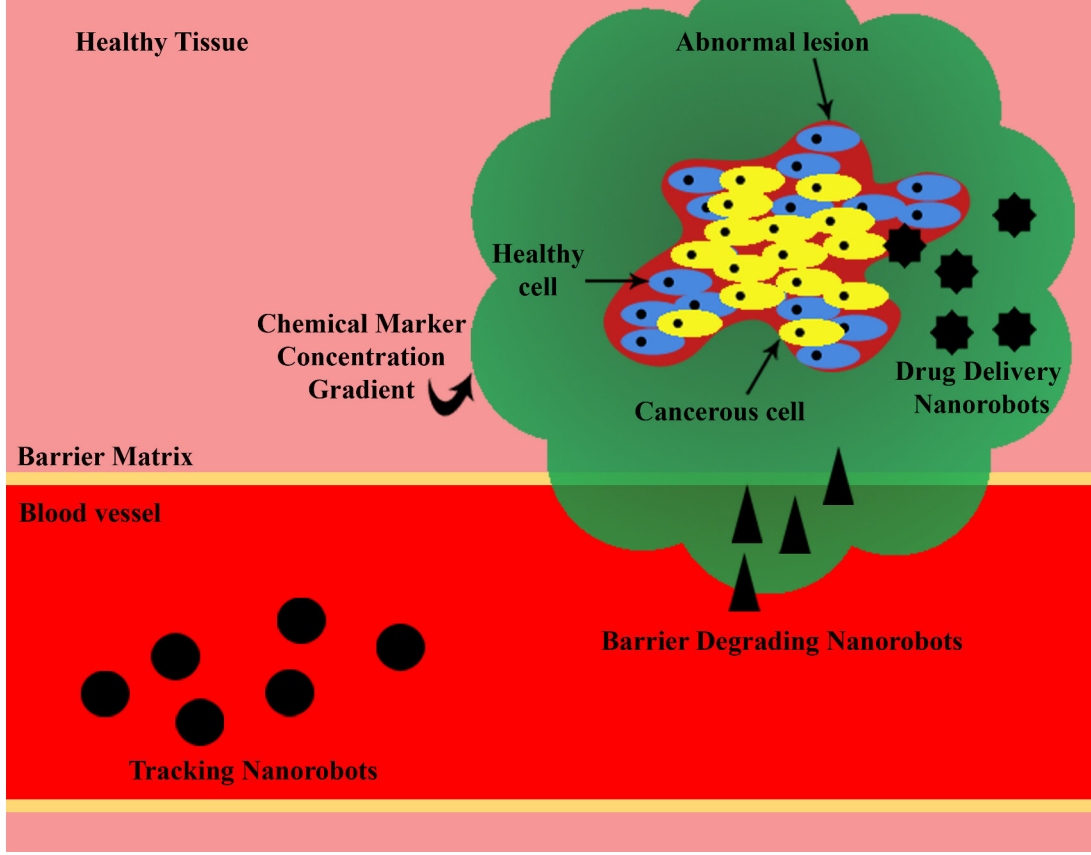 Healthy Tissue
Abnormal lesion
Healthy
cell
Chemical Marker
Concentration
Gradient
Drug Delivery
Nanorobots
Cancerous cell
Barrier Matrix
Blood vessel
Barrier Degrading Nanorobots
Tracking Nanorobots